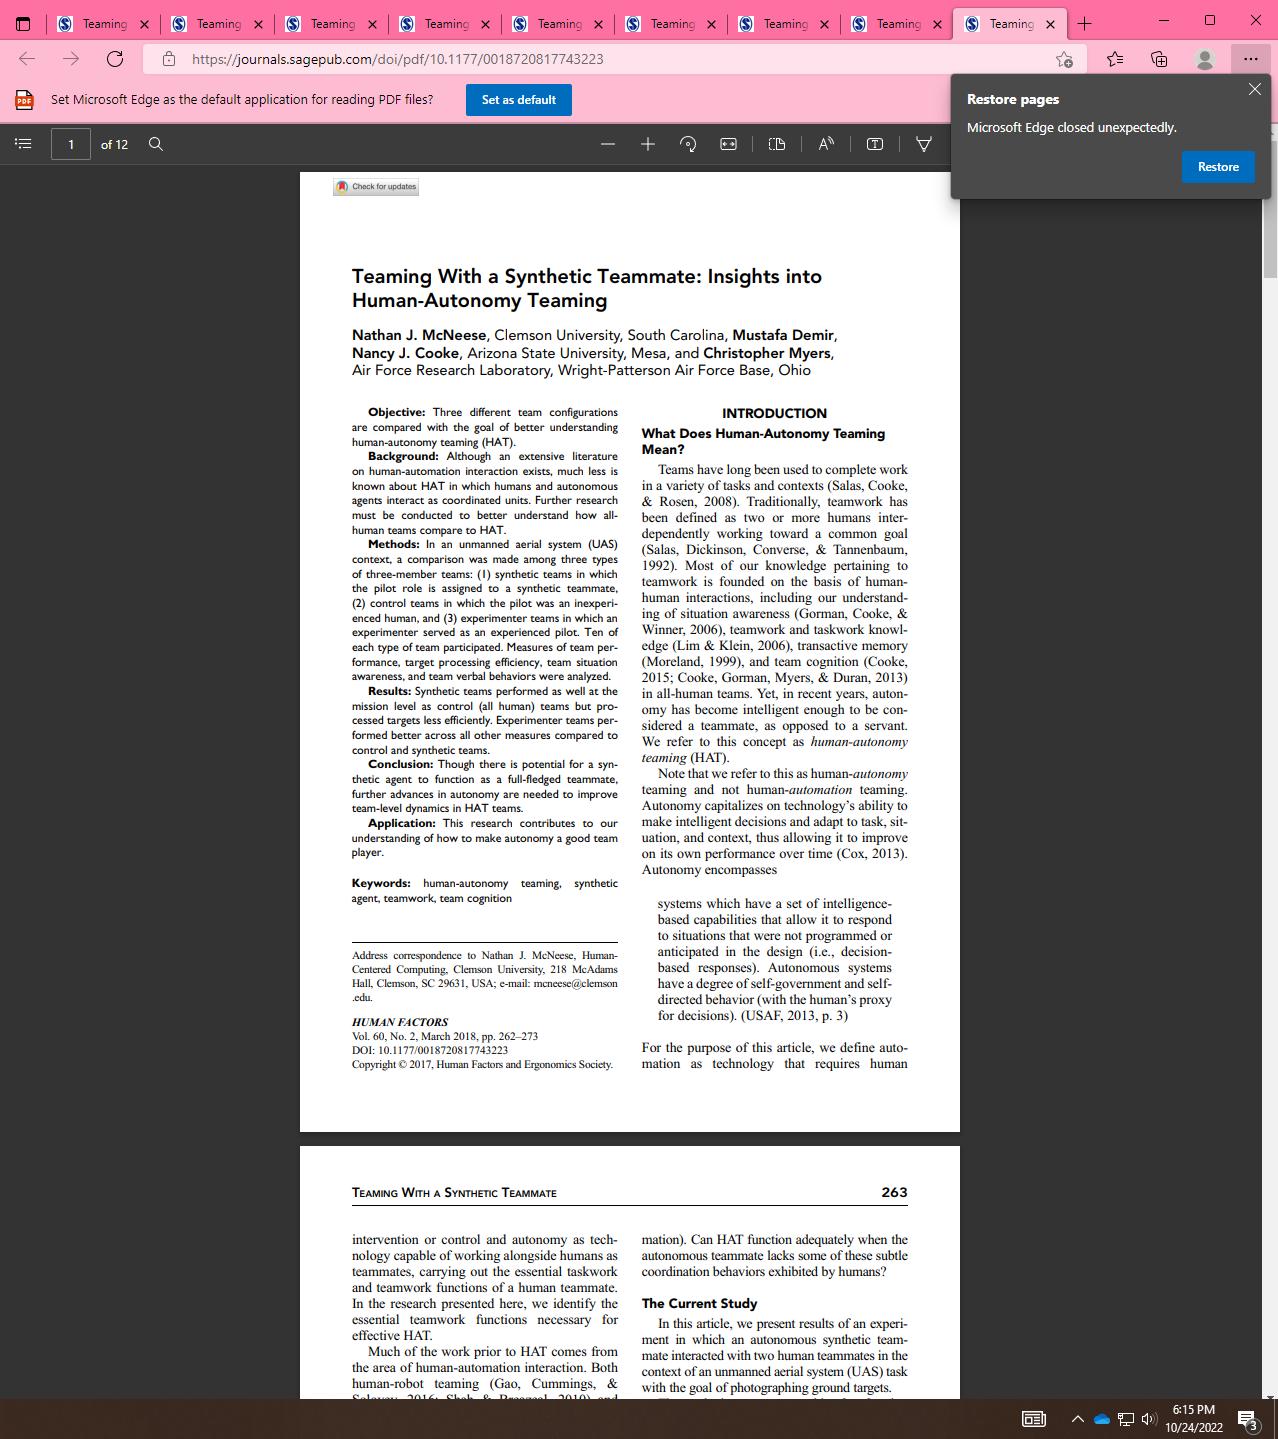 Teaming
Teaming
Teaming
Teaming
Teaming
Teaming
Teaming
Teaming
Teaming
https://journals.sagepub.com/doi/pdf/10.1177/0018720817743223
PDF
Set Microsoft Edge as the default application for reading PDF files?
Set as default
Restore pages
Microsoft Edge closed unexpectedly.
Restore
1 of 12
Check for updates
Teaming With a Synthetic Teammate: Insights into
Human-Autonomy Teaming
Nathan J. McNeese, Clemson University, South Carolina, Mustafa Demir,
Nancy J. Cooke, Arizona State University, Mesa, and Christopher Myers,
Air Force Research Laboratory, Wright-Patterson Air Force Base, Ohio
Objective: Three different team configurations
are compared with the goal of better understanding
human-autonomy teaming (HAT).
Background: Although an extensive literature
on human-automation interaction exists, much less is
known about HAT in which humans and autonomous
agents interact as coordinated units. Further research
must be conducted to better understand how all-
human teams compare to HAT.
Methods: In an unmanned aerial system (UAS)
context, a comparison was made among three types
of three-member teams: (1) synthetic teams in which
the pilot role is assigned to a synthetic teammate,
(2) control teams in which the pilot was an inexperi-
enced human, and (3) experimenter teams in which an
experimenter served as an experienced pilot. Ten of
each type of team participated. Measures of team per-
formance, target processing efficiency, team situation
awareness, and team verbal behaviors were analyzed.
Results: Synthetic teams performed as well at the
mission level as control (all human) teams but pro-
cessed targets less efficiently. Experimenter teams per-
formed better across all other measures compared to
control and synthetic teams.
Conclusion: Though there is potential for a syn-
thetic agent to function as a full-fledged teammate,
further advances in autonomy are needed to improve
team-level dynamics in HAT teams.
Application: This research contributes to our
understanding of how to make autonomy a good team
player.
Keywords: human-autonomy teaming, synthetic
agent, teamwork, team cognition
Address correspondence to Nathan J. McNeese, Human-
Centered Computing, Clemson University, 218 McAdams
Hall, Clemson, SC 29631, USA; e-mail: mcneese@clemson
.edu.
HUMAN FACTORS
Vol. 60, No. 2, March 2018, pp. 262–273
DOI: 10.1177/0018720817743223
Copyright © 2017, Human Factors and Ergonomics Society.
INTRODUCTION
What Does Human-Autonomy Teaming
Mean?
Teams have long been used to complete work
in a variety of tasks and contexts (Salas, Cooke,
& Rosen, 2008). Traditionally, teamwork has
been defined as two or more humans inter-
dependently working toward a common goal
(Salas, Dickinson, Converse, & Tannenbaum,
1992). Most of our knowledge pertaining to
teamwork is founded on the basis of human-
human interactions, including our understand-
ing of situation awareness (Gorman, Cooke, &
Winner, 2006), teamwork and taskwork knowl-
edge (Lim & Klein, 2006), transactive memory
(Moreland, 1999), and team cognition (Cooke,
2015; Cooke, Gorman, Myers, & Duran, 2013)
in all-human teams. Yet, in recent years, auton-
omy has become intelligent enough to be con-
sidered a teammate, as opposed to a servant.
We refer to this concept as human-autonomy
teaming (HAT).
Note that we refer to this as human-autonomy
teaming and not human-automation teaming.
Autonomy capitalizes on technology’s ability to
make intelligent decisions and adapt to task, sit-
uation, and context, thus allowing it to improve
on its own performance over time (Cox, 2013).
Autonomy encompasses
systems which have a set of intelligence-
based capabilities that allow it to respond
to situations that were not programmed or
anticipated in the design (i.e., decision-
based responses). Autonomous systems
have a degree of self-government and self-
directed behavior (with the human’s proxy
for decisions). (USAF, 2013, p. 3)
For the purpose of this article, we define auto-
mation as technology that requires human
TEAMING WITH A SYNTHETIC TEAMMATE 263
intervention or control and autonomy as tech-
nology capable of working alongside humans as
teammates, carrying out the essential taskwork
and teamwork functions of a human teammate.
In the research presented here, we identify the
essential teamwork functions necessary for
effective HAT.
Much of the work prior to HAT comes from
the area of human-automation interaction. Both
human-robot teaming (Gao, Cummings, &
mation). Can HAT function adequately when the
autonomous teammate lacks some of these subtle
coordination behaviors exhibited by humans?
The Current Study
In this article, we present results of an experi-
ment in which an autonomous synthetic team-
mate interacted with two human teammates in the
context of an unmanned aerial system (UAS) task
with the goal of photographing ground targets.
6:15 PM
10/24/2022
3